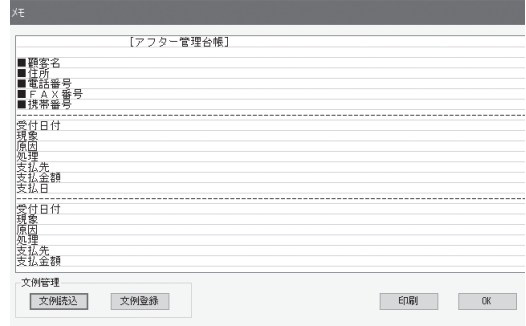 メモ
[アフター管理台帳]
■顧客名
■住所
■電話番号
■ＦＡＸ番号
■携帯番号
受付日付
現象
原因
処理
支払先
支払金額
支払日
受付日付
現象
原因
処理
支払先
支払金額
文例管理
文例読込 文例登録 印刷 OK